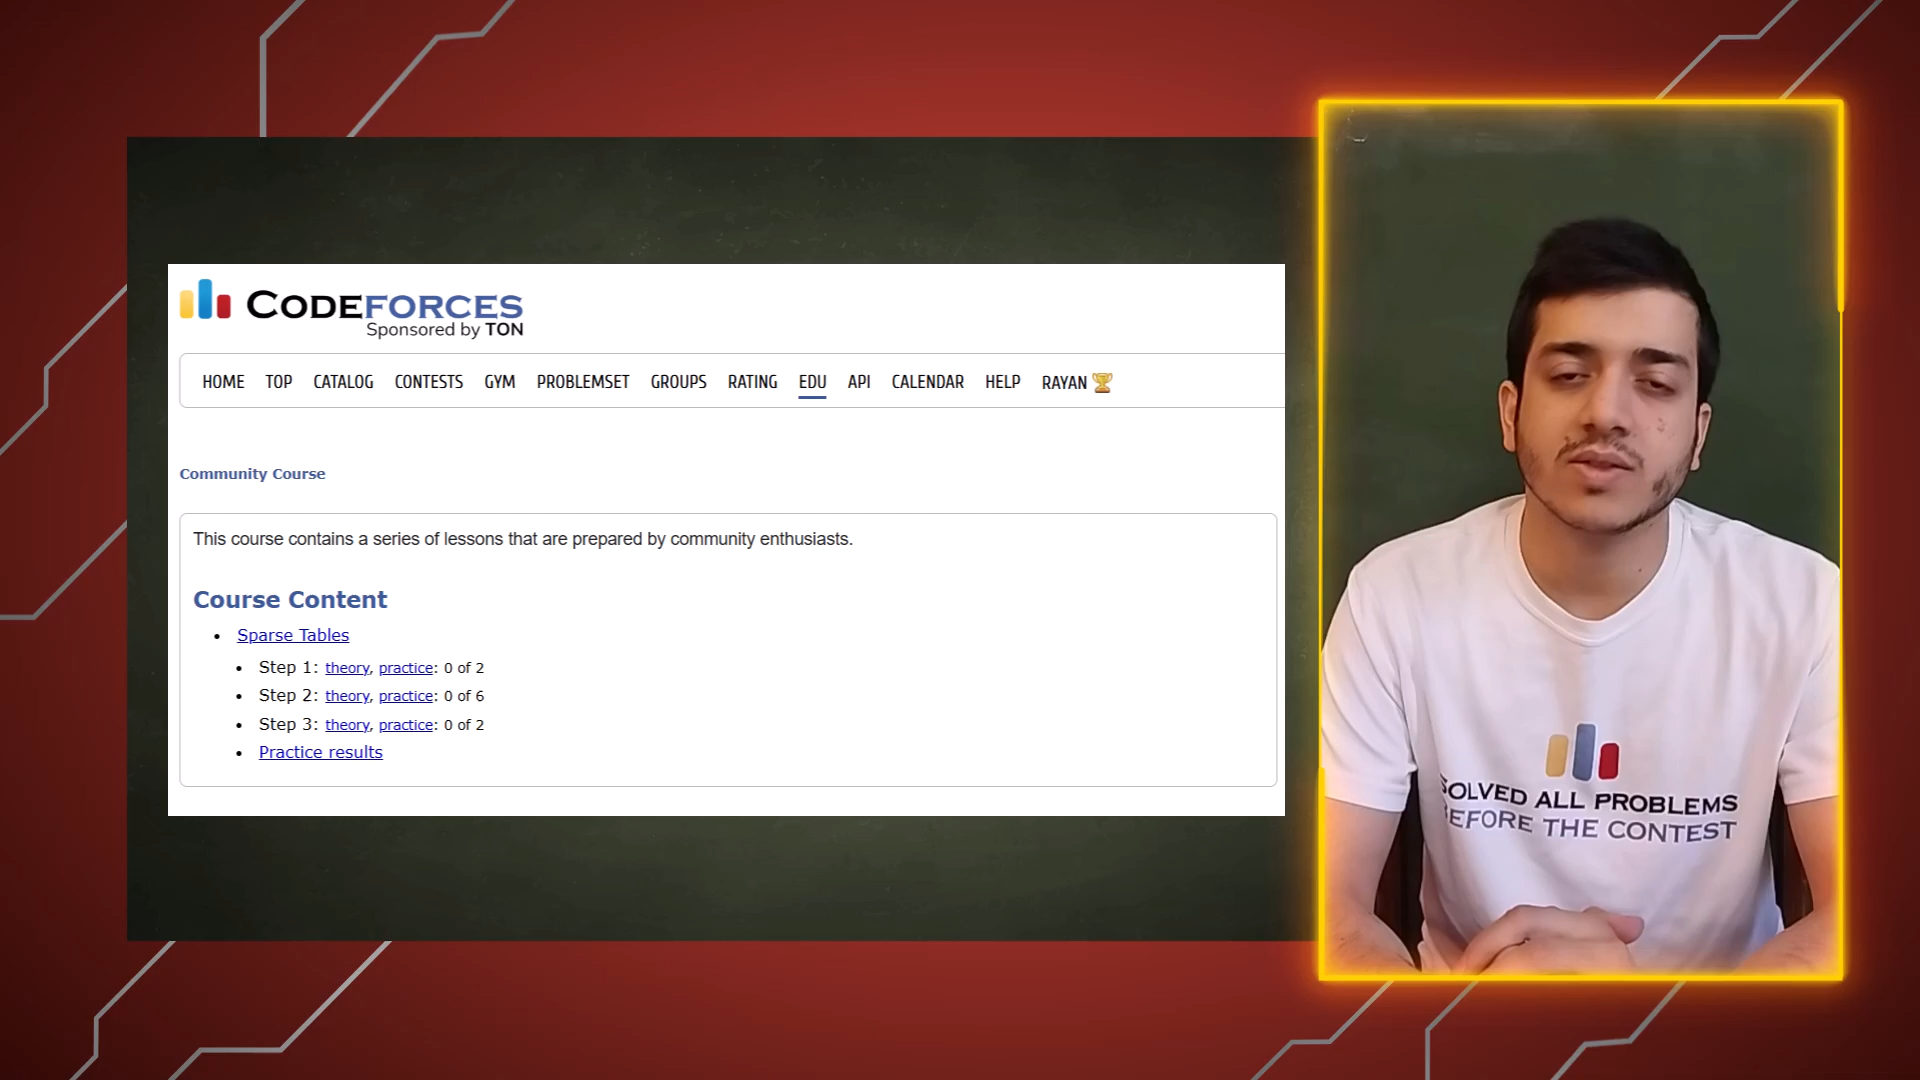 CODEFORCES
Sponsored by TON
HOME TOP CATALOG CONTESTS GYM PROBLEMSET GROUPS RATING EDU API CALENDAR HELP RAYAN 🏆
Community Course
This course contains a series of lessons that are prepared by community enthusiasts.
Course Content
• Sparse Tables
• Step 1: theory, practice: 0 of 2
• Step 2: theory, practice: 0 of 6
• Step 3: theory, practice: 0 of 2
• Practice results
SOLVED ALL PROBLEMS
BEFORE THE CONTEST